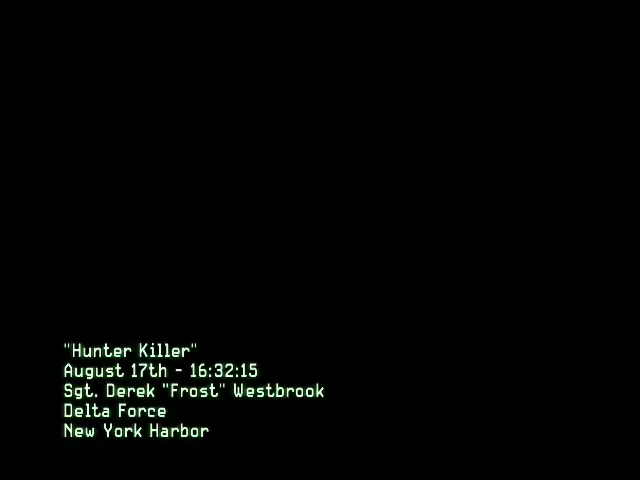 "Hunter Killer"
August 17th - 16:32:15
Sgt. Derek "Frost" Westbrook
Delta Force
New York Harbor